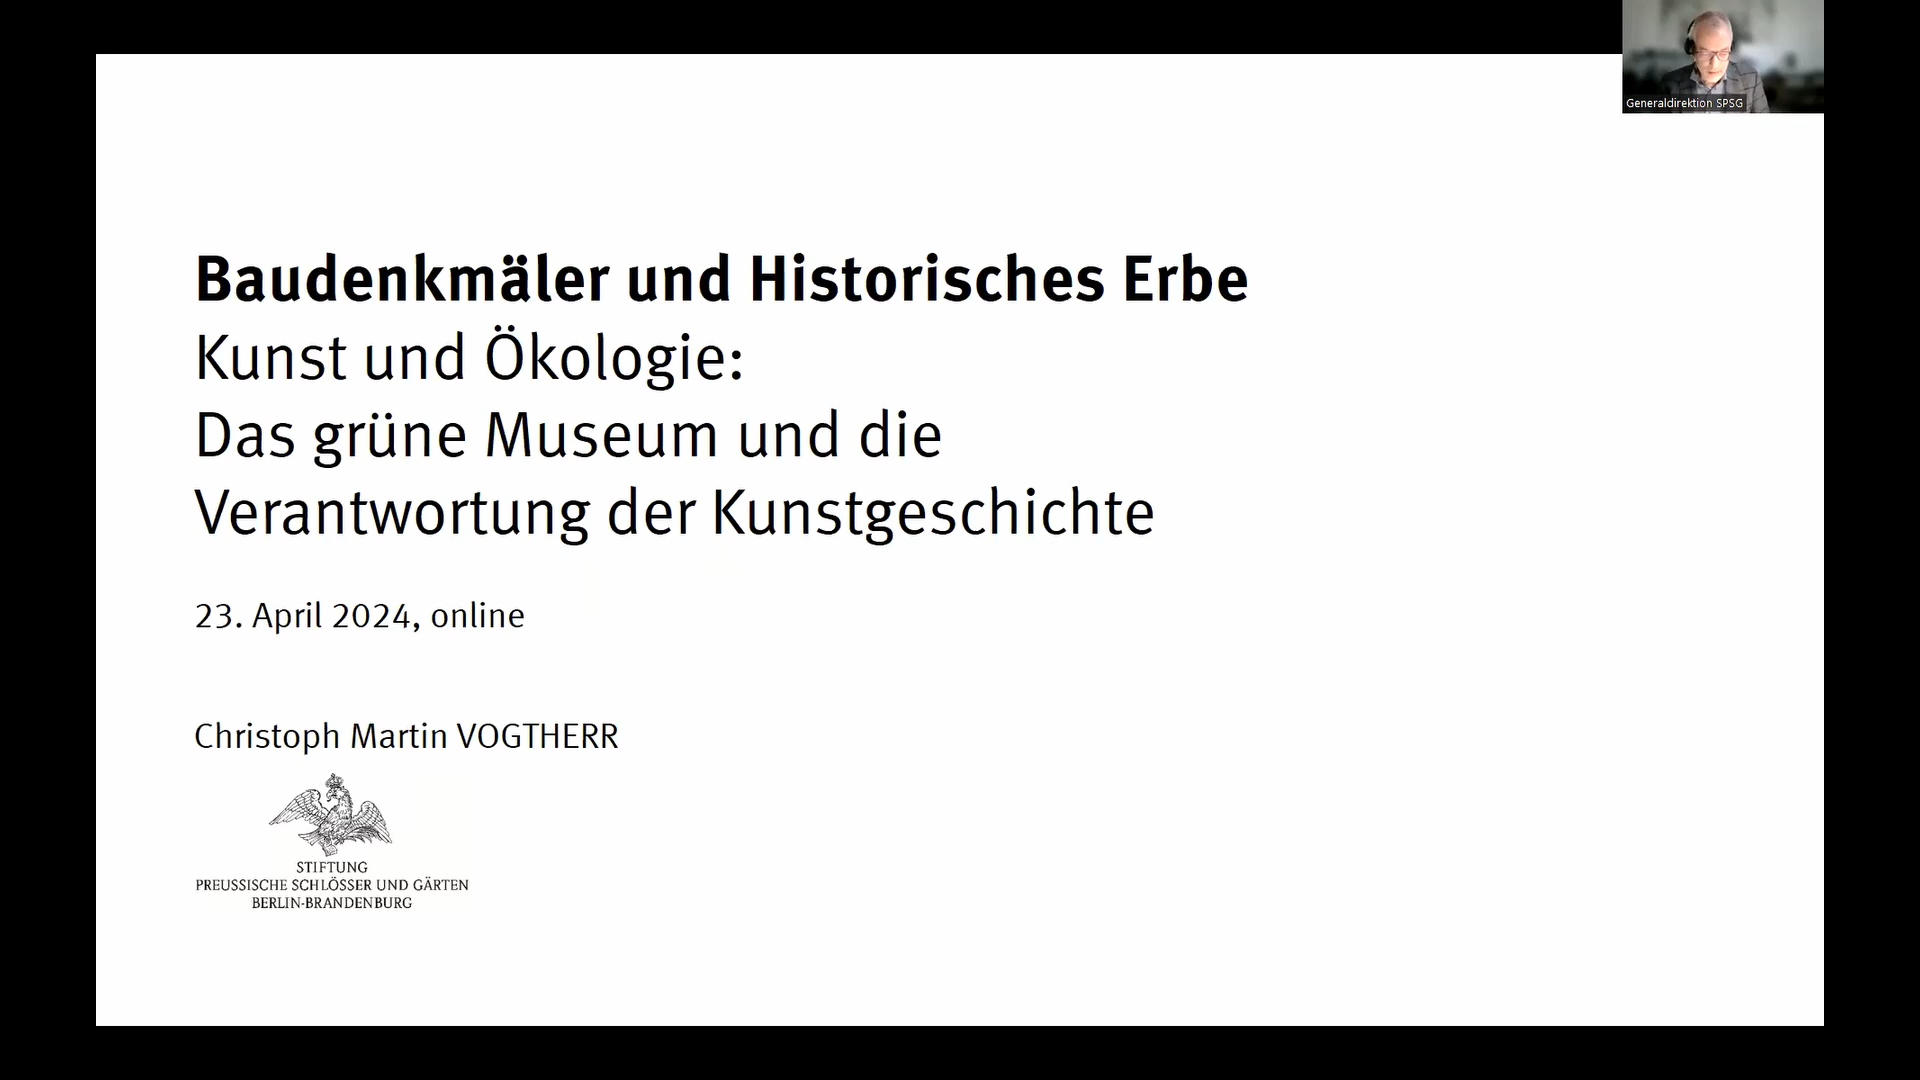 Generaldirektion SPSG
Baudenkmäler und Historisches Erbe
Kunst und Ökologie:
Das grüne Museum und die
Verantwortung der Kunstgeschichte
23. April 2024, online
Christoph Martin VOGTHERR
STIFTUNG
PREUSSISCHE SCHLÖSSER UND GÄRTEN
BERLIN-BRANDENBURG